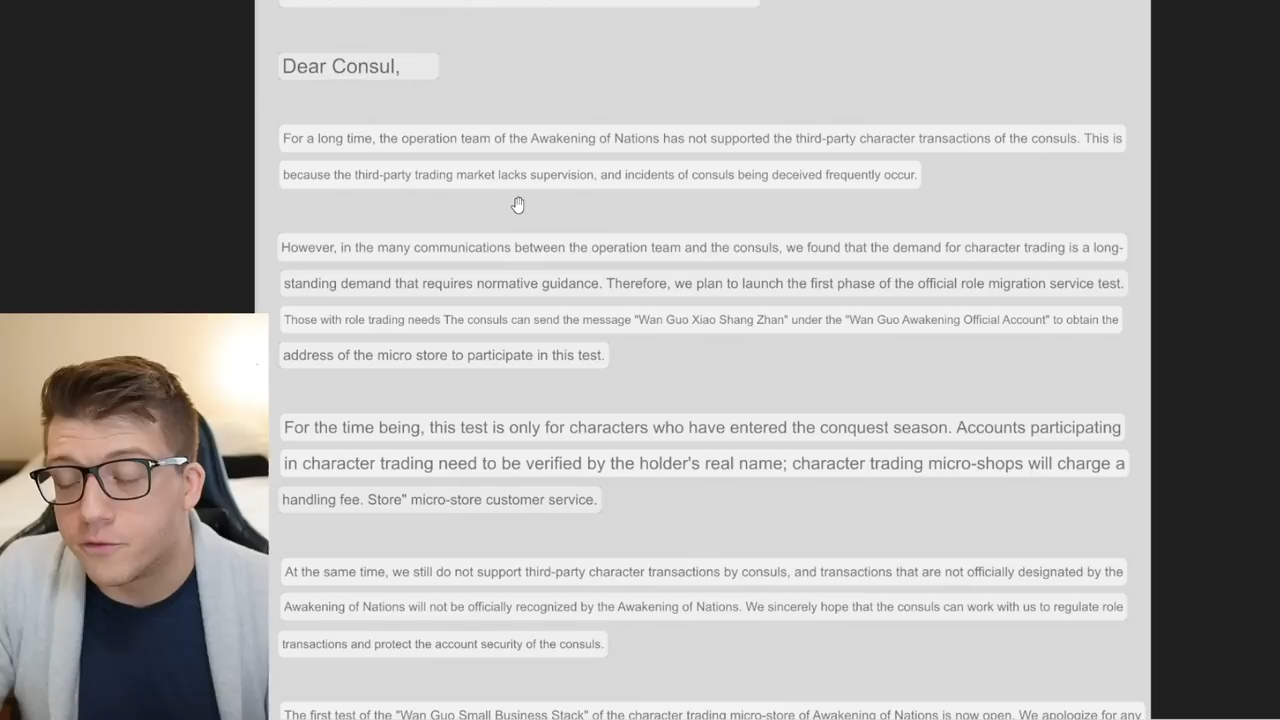 Dear Consul,
For a long time, the operation team of the Awakening of Nations has not supported the third-party character transactions of the consuls. This is
because the third-party trading market lacks supervision, and incidents of consuls being deceived frequently occur.
However, in the many communications between the operation team and the consuls, we found that the demand for character trading is a long-
standing demand that requires normative guidance. Therefore, we plan to launch the first phase of the official role migration service test.
Those with role trading needs The consuls can send the message "Wan Guo Xiao Shang Zhan" under the "Wan Guo Awakening Official Account" to obtain the
address of the micro store to participate in this test.
For the time being, this test is only for characters who have entered the conquest season. Accounts participating
in character trading need to be verified by the holder's real name; character trading micro-shops will charge a
handling fee. Store" micro-store customer service.
At the same time, we still do not support third-party character transactions by consuls, and transactions that are not officially designated by the
Awakening of Nations will not be officially recognized by the Awakening of Nations. We sincerely hope that the consuls can work with us to regulate role
transactions and protect the account security of the consuls.
The first test of the "Wan Guo Small Business Stack" of the character trading micro-store of Awakening of Nations is now open. We apologize for any